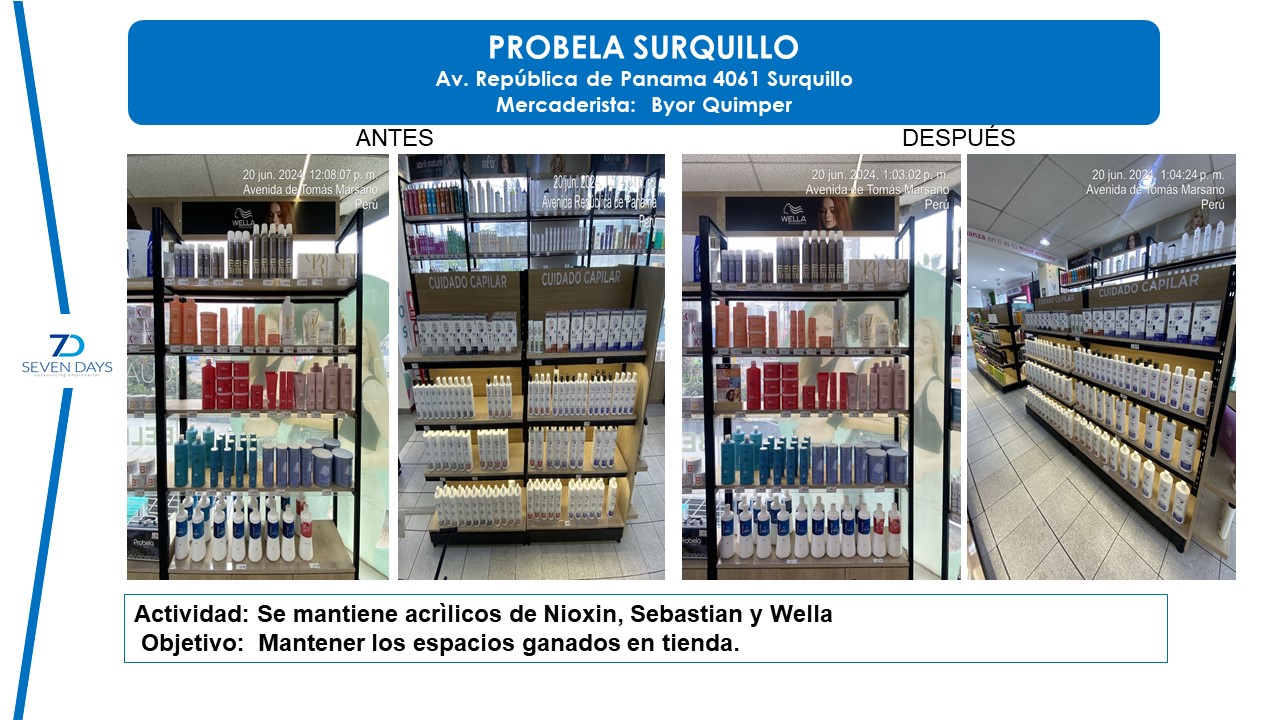 PROBELA SURQUILLO
Av. República de Panama 4061 Surquillo
Mercaderista: Byor Quimper
ANTES
DESPUÉS
20 jun. 2024, 12:08:07 p. m.
Avenida de Tomás Marsano
Perú
WELLA
Probela
20 jun. 2024,
Avenida República de Panamá
Perú
CUIDADO CAPILAR
CUIDADO CAPILAR
20 jun. 2024, 1:03:02 p. m.
Avenida de Tomás Marsano
Perú
WELLA
20 jun. 2024, 1:04:24 p. m.
Avenida de Tomás Marsano
Perú
CUIDADO CAPILAR
CUIDADO CAPILAR
7D
SEVEN DAYS
Actividad: Se mantiene acrìlicos de Nioxin, Sebastian y Wella
Objetivo: Mantener los espacios ganados en tienda.